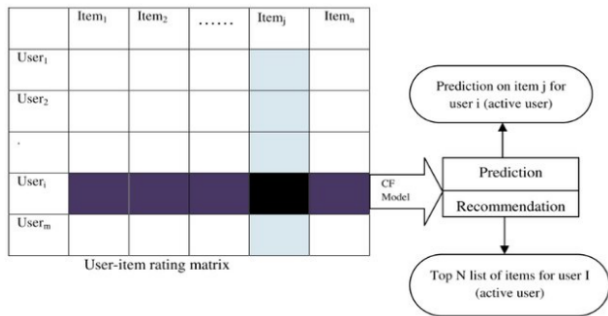 Item1 Item2 ...... Itemj Itemn
User1
User2
.
Useri
Userm
User-item rating matrix
CF
Model
Prediction on item j for
user i (active user)
Prediction
Recommendation
Top N list of items for user I
(active user)